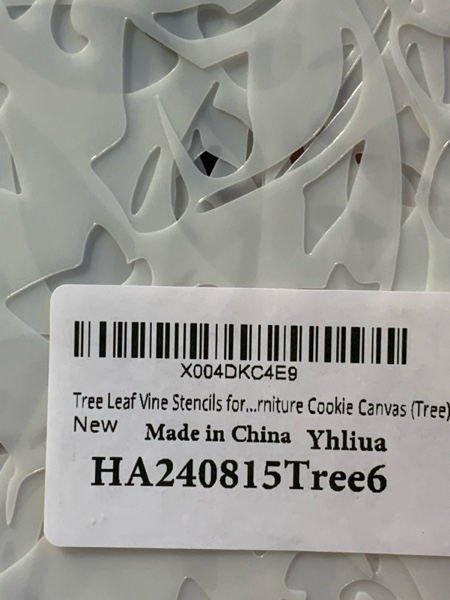 X004DKC4E9
Tree Leaf Vine Stencils for...rniture Cookie Canvas (Tree)
New Made in China Yhliua
HA240815Tree6